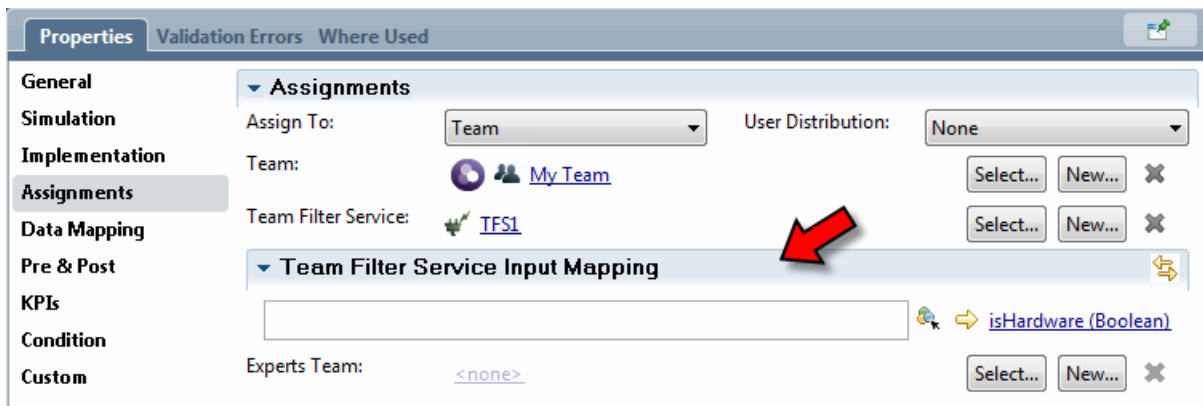 Properties Validation Errors Where Used
General
Simulation
Implementation
Assignments
Data Mapping
Pre & Post
KPIs
Condition
Custom
Assignments
Assign To: Team User Distribution: None
Team: My Team Select... New...
Team Filter Service: TFS1 Select... New...
Team Filter Service Input Mapping
isHardware (Boolean)
Experts Team: <none> Select... New...